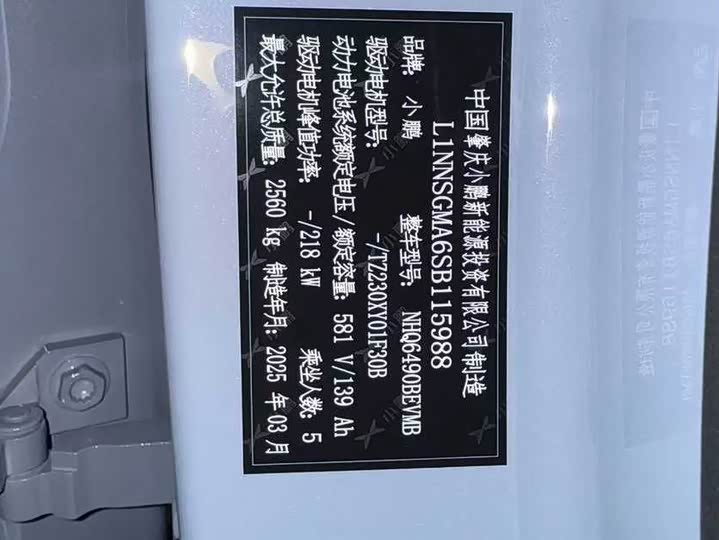 中国肇庆小鹏新能源投资有限公司制造
L1NNSGMA6SB115988
品牌: 小鹏 整车型号: NHQ6490BEVMB
驱动电机型号: -/TZ230XY01F30B
动力电池系统额定电压/额定容量: 581 V/139 Ah
驱动电机峰值功率: -/218 kW 乘坐人数: 5
最大允许总质量: 2560 kg 制造年月: 2025 年 03 月